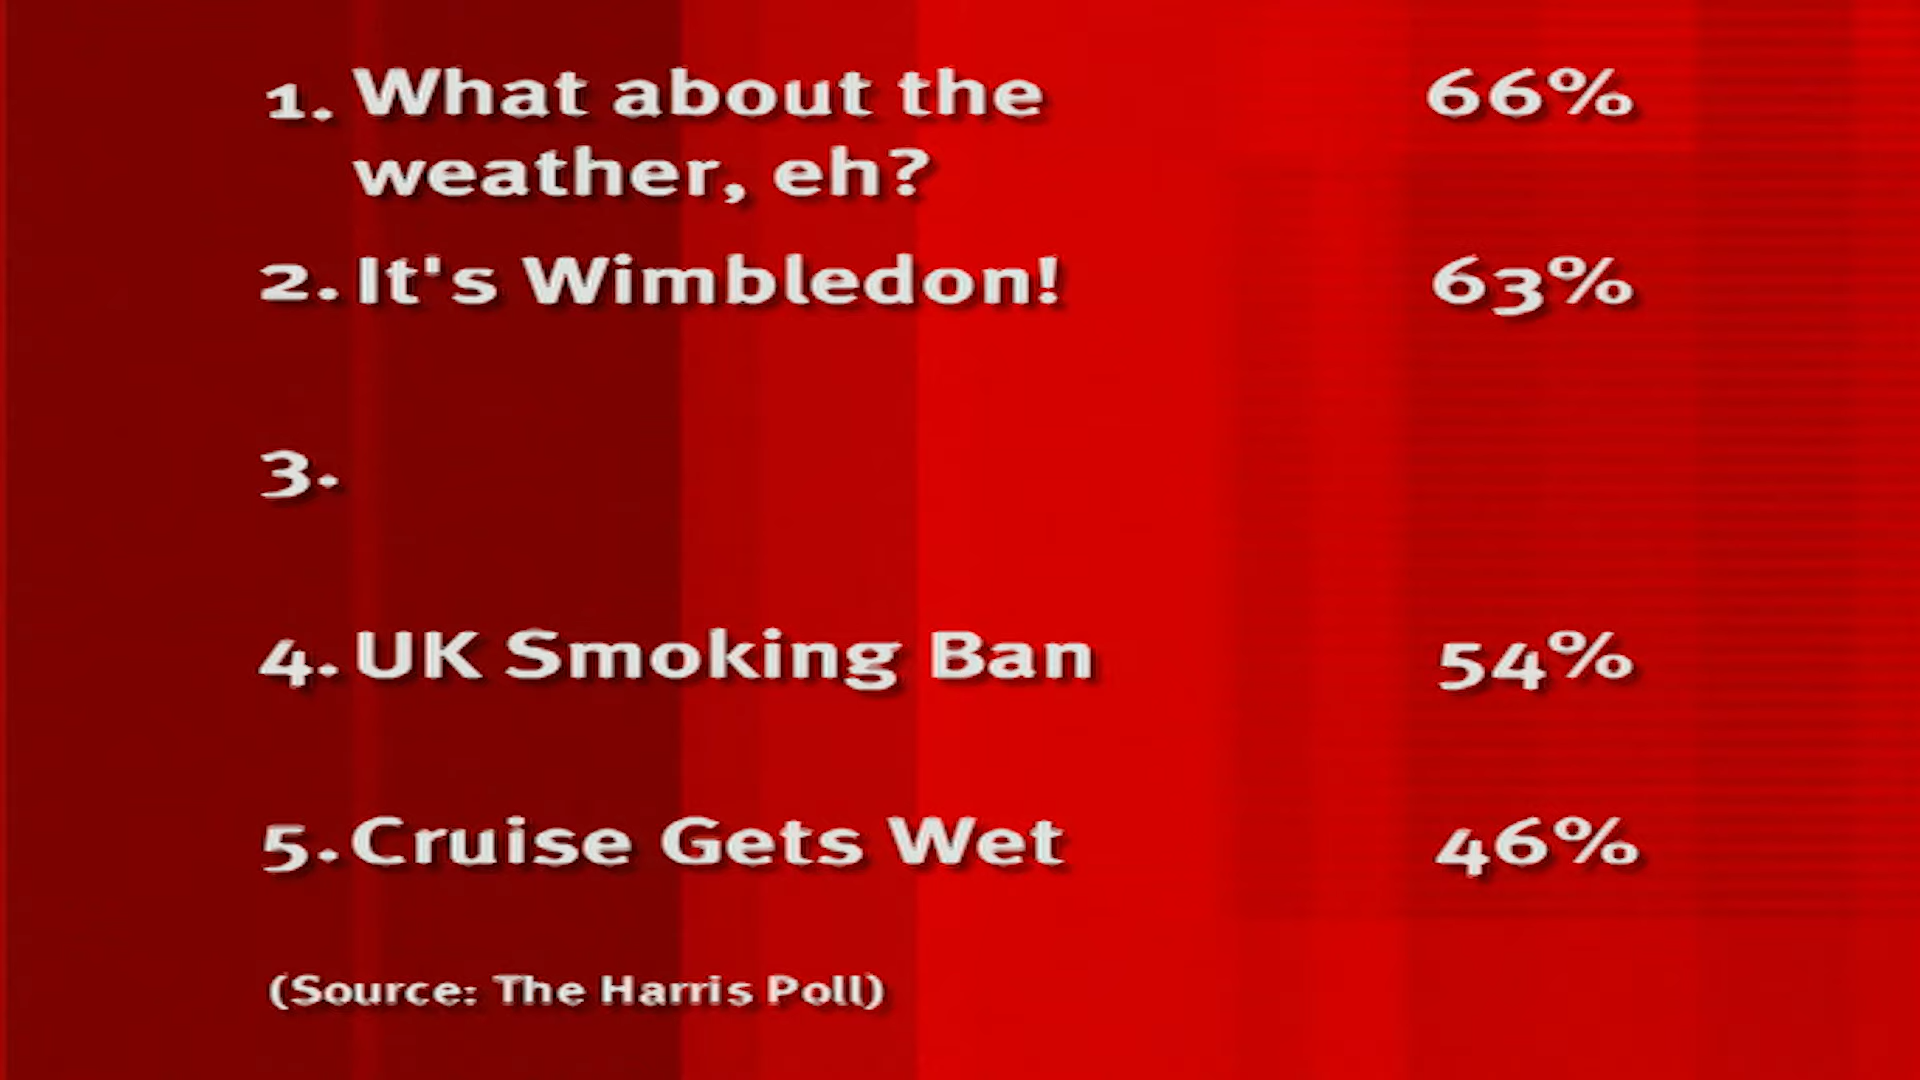 1. What about the 66%
weather, eh?
2. It's Wimbledon! 63%
3.
4. UK Smoking Ban 54%
5. Cruise Gets Wet 46%
(Source: The Harris Poll)